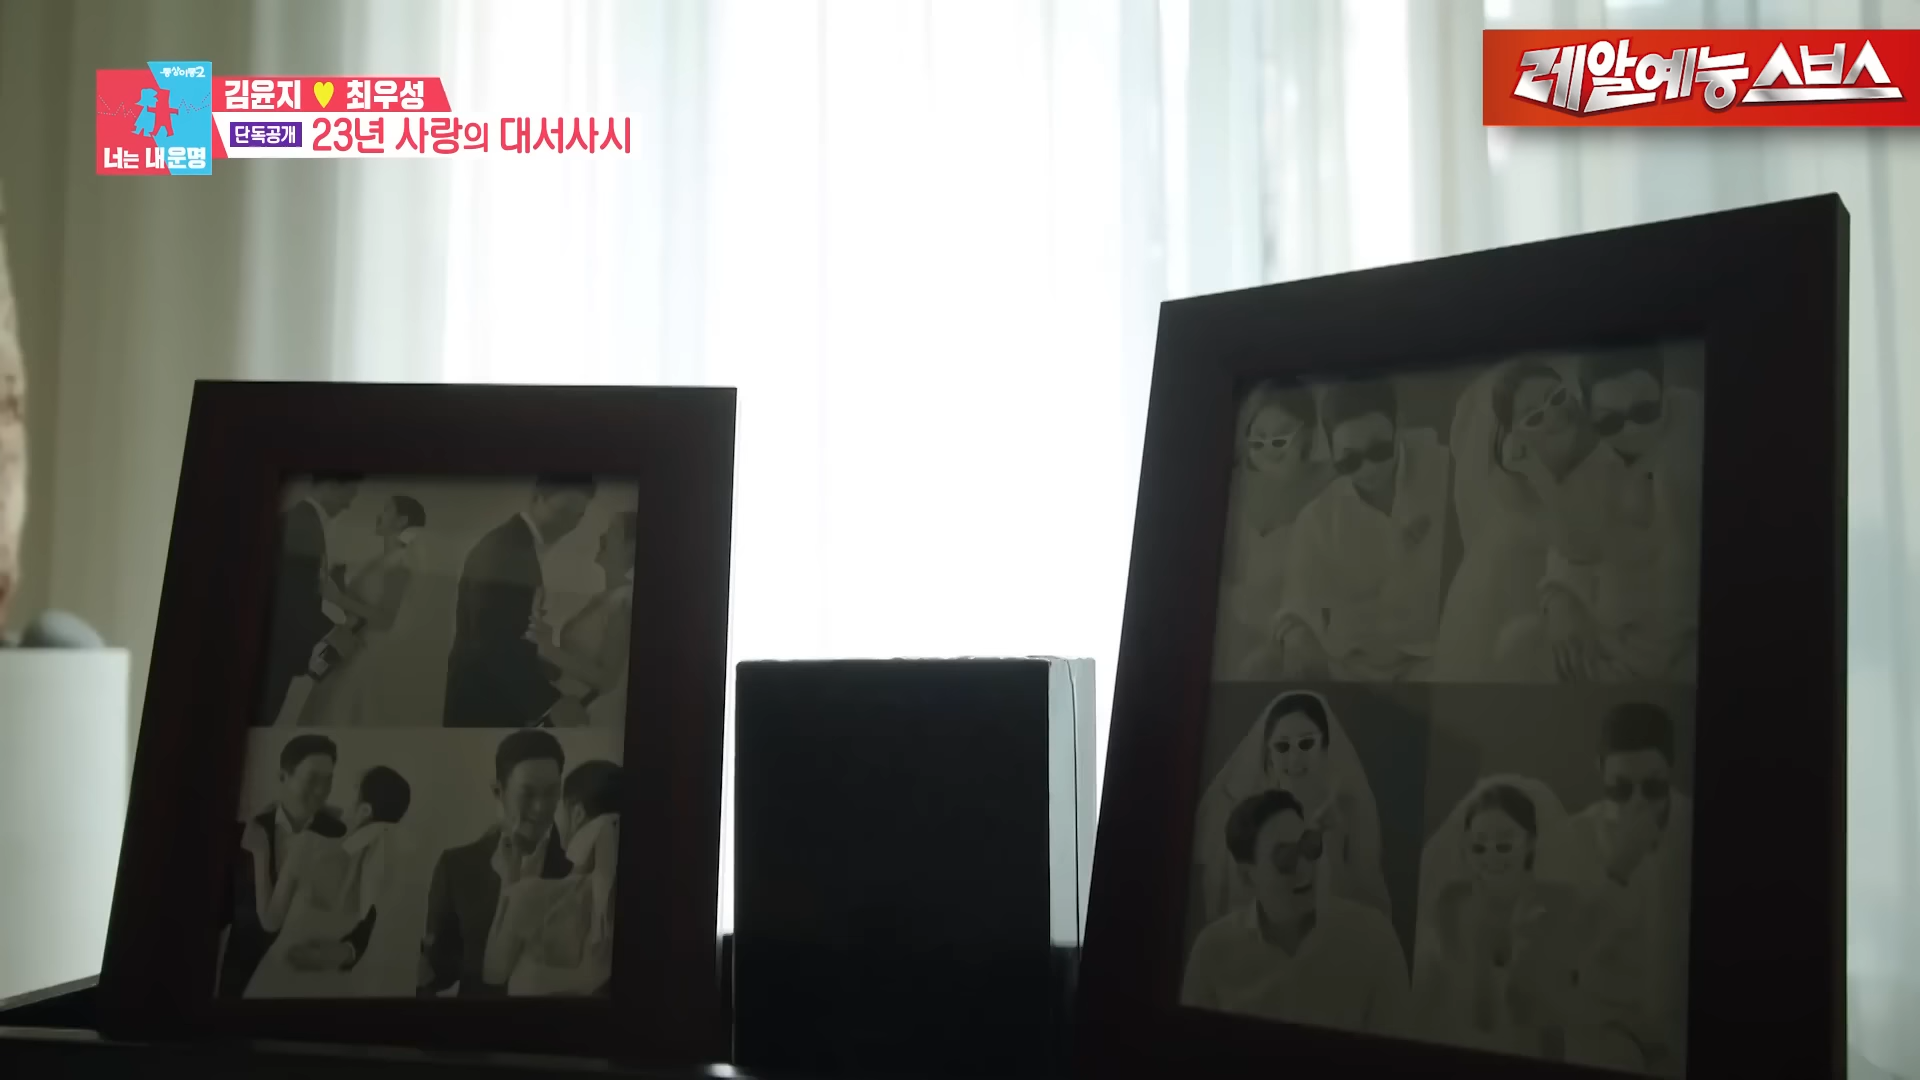 동상이몽2
너는 내 운명
김윤지 ♥ 최우성
단독공개 23년 사랑의 대서사시
레알예능 스브스